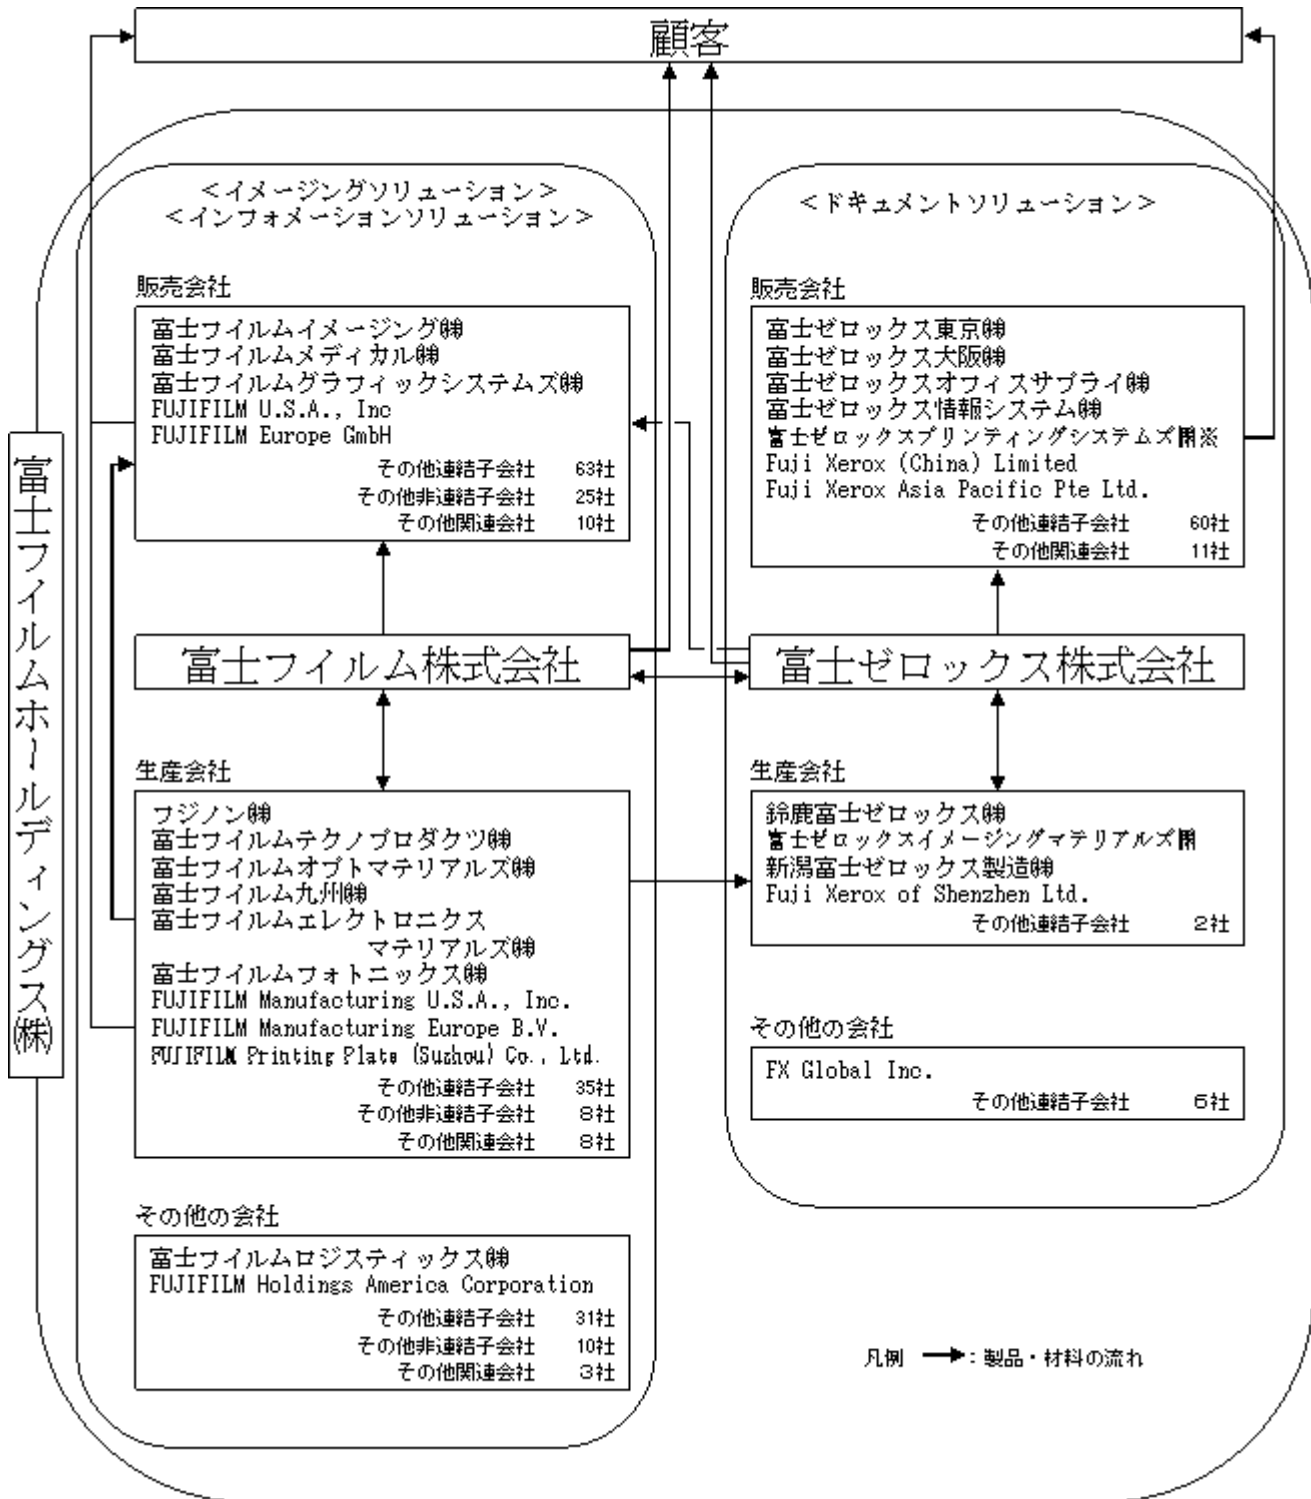 顧客
富士フイルムホールディングス㈱
＜イメージングソリューション＞
＜インフォメーションソリューション＞
販売会社
富士フイルムイメージング㈱
富士フイルムメディカル㈱
富士フイルムグラフィックシステムズ㈱
FUJIFILM U.S.A., Inc
FUJIFILM Europe GmbH
その他連結子会社 63社
その他非連結子会社 25社
その他関連会社 10社
富士フイルム株式会社
生産会社
フジノン㈱
富士フイルムテクノプロダクツ㈱
富士フイルムオプトマテリアルズ㈱
富士フイルム九州㈱
富士フイルムエレクトロニクス
マテリアルズ㈱
富士フイルムフォトニックス㈱
FUJIFILM Manufacturing U.S.A., Inc.
FUJIFILM Manufacturing Europe B.V.
FUJIFILM Printing Plate (Suzhou) Co., Ltd.
その他連結子会社 35社
その他非連結子会社 8社
その他関連会社 8社
その他の会社
富士フイルムロジスティックス㈱
FUJIFILM Holdings America Corporation
その他連結子会社 31社
その他非連結子会社 10社
その他関連会社 3社
＜ドキュメントソリューション＞
販売会社
富士ゼロックス東京㈱
富士ゼロックス大阪㈱
富士ゼロックスオフィスサプライ㈱
富士ゼロックス情報システム㈱
富士ゼロックスプリンティングシステムズ㈱※
Fuji Xerox (China) Limited
Fuji Xerox Asia Pacific Pte Ltd.
その他連結子会社 60社
その他関連会社 11社
富士ゼロックス株式会社
生産会社
鈴鹿富士ゼロックス㈱
富士ゼロックスイメージングマテリアルズ㈱
新潟富士ゼロックス製造㈱
Fuji Xerox of Shenzhen Ltd.
その他連結子会社 2社
その他の会社
FX Global Inc.
その他連結子会社 6社
凡例 ：製品・材料の流れ